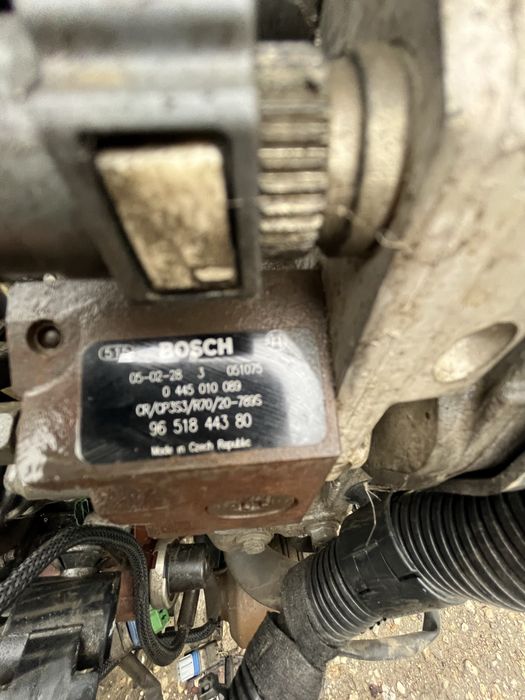 BOSCH
05-02-28 3 051075
0 445 010 089
CR/CP3S3/R70/20-789S
96 518 443 80
Made in Czech Republic